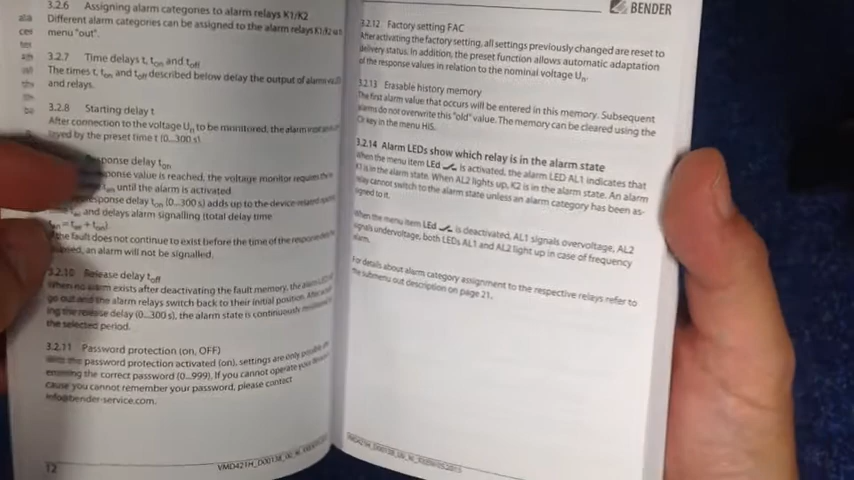 3.2.6 Assigning alarm categories to alarm relays K1/K2
Different alarm categories can be assigned to the alarm relays K1/K2
menu "out".
3.2.7 Time delays t, ton and toff
The times t, ton and toff described below delay the output of alarms
and relays.
3.2.8 Starting delay t
After connection to the voltage Un to be monitored, the alarm
layed by the preset time t (0...300 s)
sponse delay ton
sponse value is reached, the voltage monitor requires the
until the alarm is activated.
esponse delay ton (0...300 s) adds up to the device-related
and delays alarm signalling (total delay time
+ ton).
the fault does not continue to exist before the time of the response
an alarm will not be signalled.
3.2.10 Release delay toff
When no alarm exists after deactivating the fault memory, the alarm
go out and the alarm relays switch back to their initial position. After
ing the release delay (0...300 s), the alarm state is continuously
the selected period.
3.2.11 Password protection (on, OFF)
With the password protection activated (on), settings are only
entering the correct password (0...999). If you cannot operate your
cause you cannot remember your password, please contact
info@bender-service.com.
12
BENDER
3.2.12 Factory setting FAC
After activating the factory setting, all settings previously changed are reset to
delivery status. In addition, the preset function allows automatic adaptation
of the response values in relation to the nominal voltage Un.
3.2.13 Erasable history memory
The first alarm value that occurs will be entered in this memory. Subsequent
alarms do not overwrite this "old" value. The memory can be cleared using the
key in the menu HiS.
3.2.14 Alarm LEDs show which relay is in the alarm state
When the menu item LEd is activated, the alarm LED AL1 indicates that
K1 is in the alarm state. When AL2 lights up, K2 is in the alarm state. An alarm
relay cannot switch to the alarm state unless an alarm category has been as-
signed to it.
When the menu item LEd is deactivated, AL1 signals overvoltage, AL2
signals undervoltage, both LEDs AL1 and AL2 light up in case of frequency
alarm.
For details about alarm category assignment to the respective relays refer to
the submenu out description on page 21.